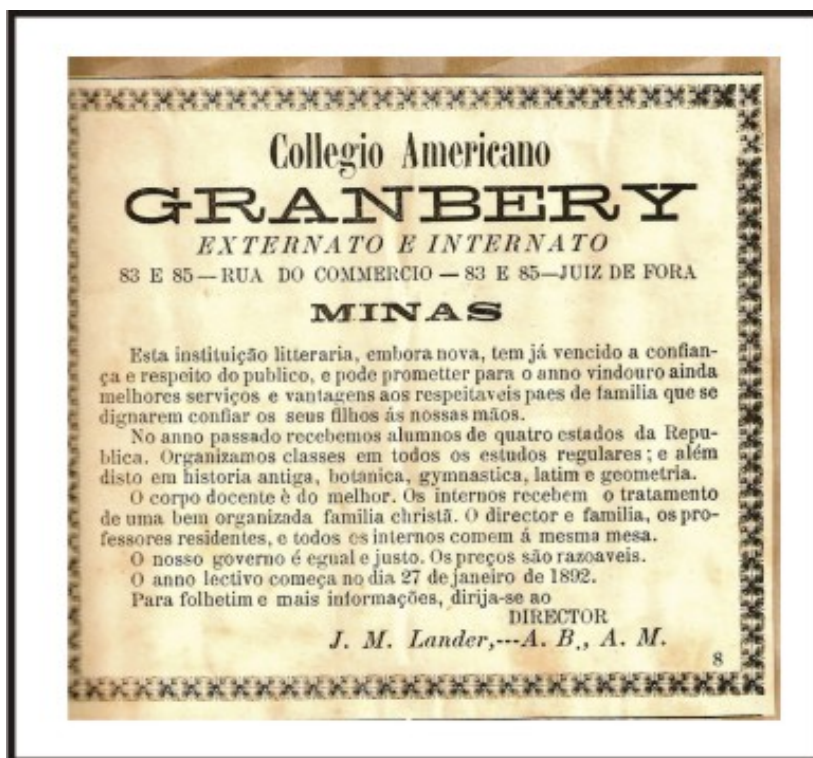 Collegio Americano
GRANBERY
EXTERNATO E INTERNATO
83 E 85—RUA DO COMMERCIO — 83 E 85—JUIZ DE FORA
MINAS
Esta instituição litteraria, embora nova, tem já vencido a confian-
ça e respeito do publico, e pode prometter para o anno vindouro ainda
melhores serviços e vantagens aos respeitaveis paes de familia que se
dignarem confiar os seus filhos ás nossas mãos.
No anno passado recebemos alumnos de quatro estados da Repu-
blica. Organizamos classes em todos os estudos regulares; e além
disto em historia antiga, botanica, gymnastica, latim e geometria.
O corpo docente è do melhor. Os internos recebem o tratamento
de uma bem organizada familia christã. O director e familia, os pro-
fessores residentes, e todos os internos comem á mesma mesa.
O nosso governo é egual e justo. Os preços são razoaveis.
O anno lectivo começa no dia 27 de janeiro de 1892.
Para folhetim e mais informações, dirija-se ao
DIRECTOR
J. M. Lander,---A. B., A. M.
8